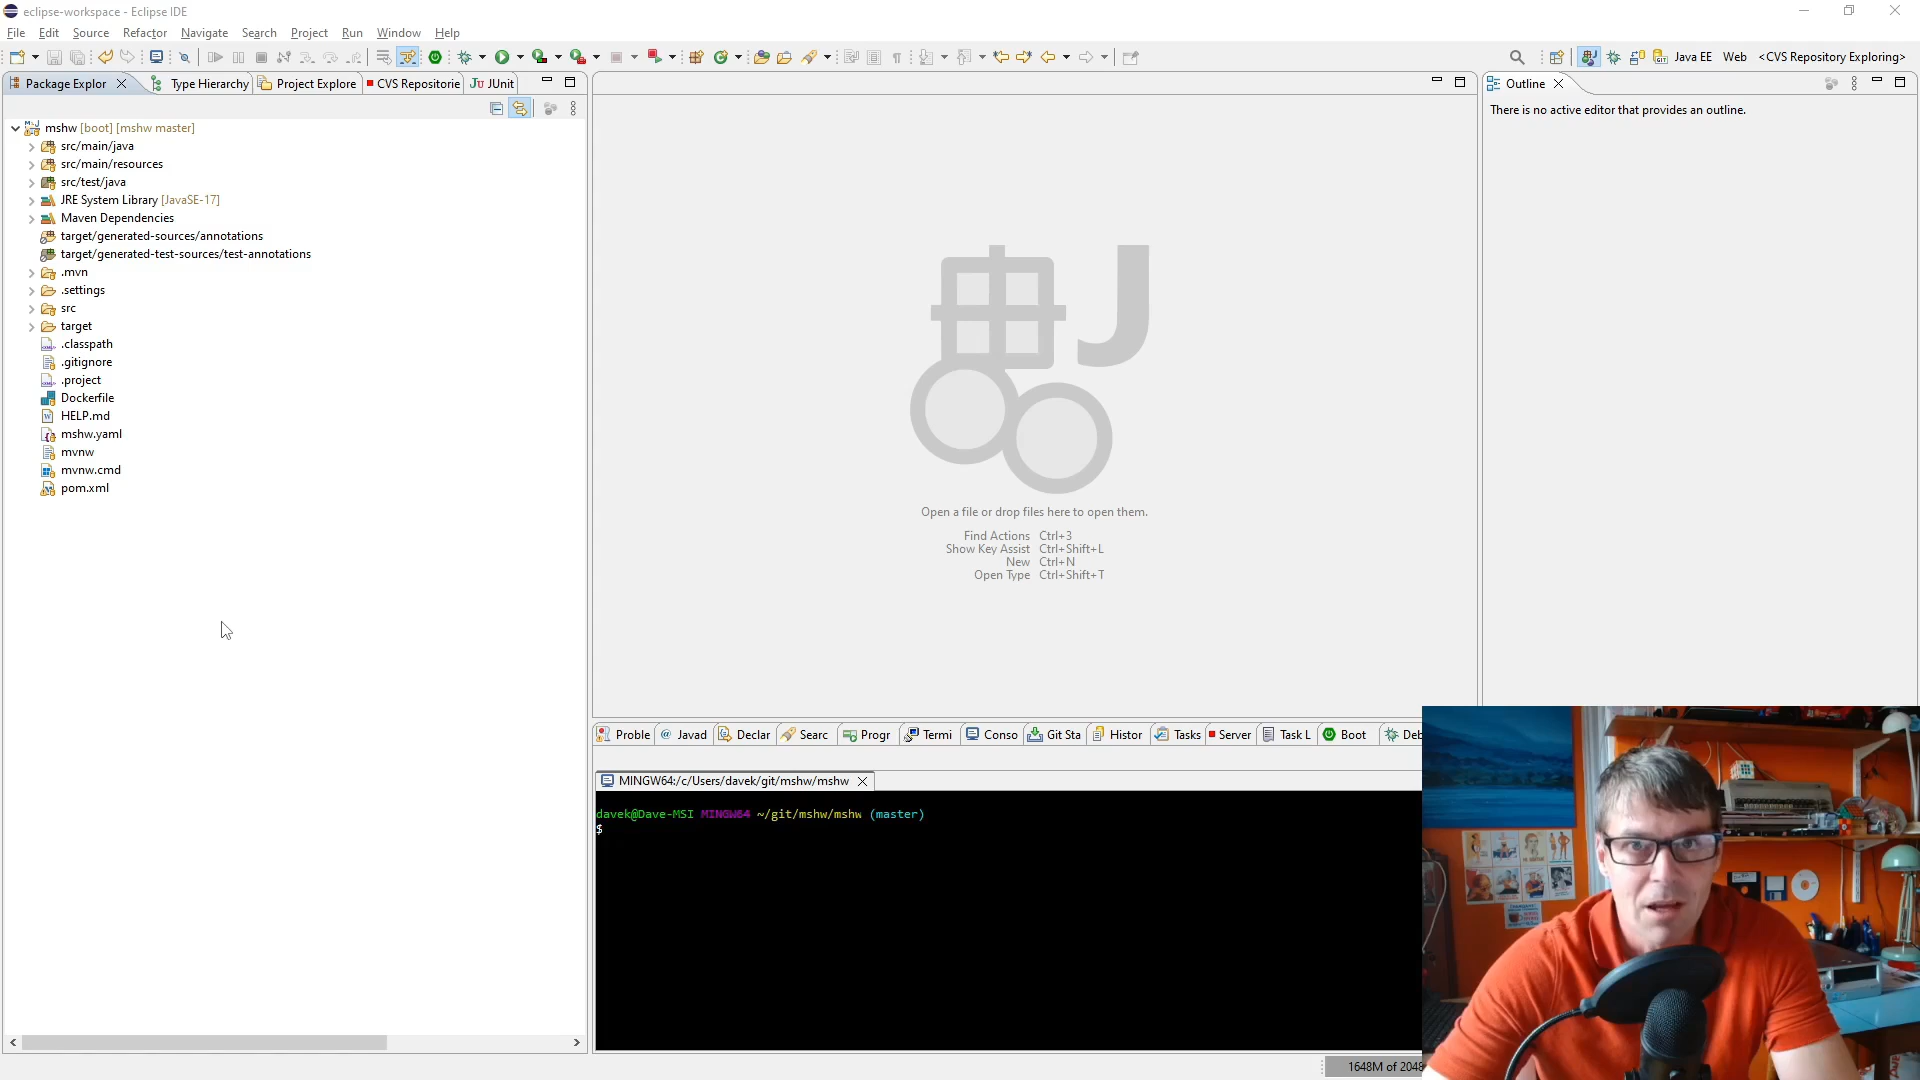 eclipse-workspace - Eclipse IDE
File Edit Source Refactor Navigate Search Project Run Window Help
Java EE Web <CVS Repository Exploring>
Package Explor Type Hierarchy Project Explore CVS Repositorie JUnit
Outline
There is no active editor that provides an outline.
mshw [boot] [mshw master]
src/main/java
src/main/resources
src/test/java
JRE System Library [JavaSE-17]
Maven Dependencies
target/generated-sources/annotations
target/generated-test-sources/test-annotations
.mvn
.settings
src
target
.classpath
.gitignore
.project
Dockerfile
HELP.md
mshw.yaml
mvnw
mvnw.cmd
pom.xml
J
Open a file or drop files here to open them.
Find Actions Ctrl+3
Show Key Assist Ctrl+Shift+L
New Ctrl+N
Open Type Ctrl+Shift+T
Proble Javad Declar Searc Progr Termi Conso Git Sta Histor Tasks Server Task L Boot Deb
MINGW64:/c/Users/davek/git/mshw/mshw
davek@Dave-MSI MINGW64 ~/git/mshw/mshw (master)
$
1648M of 2048